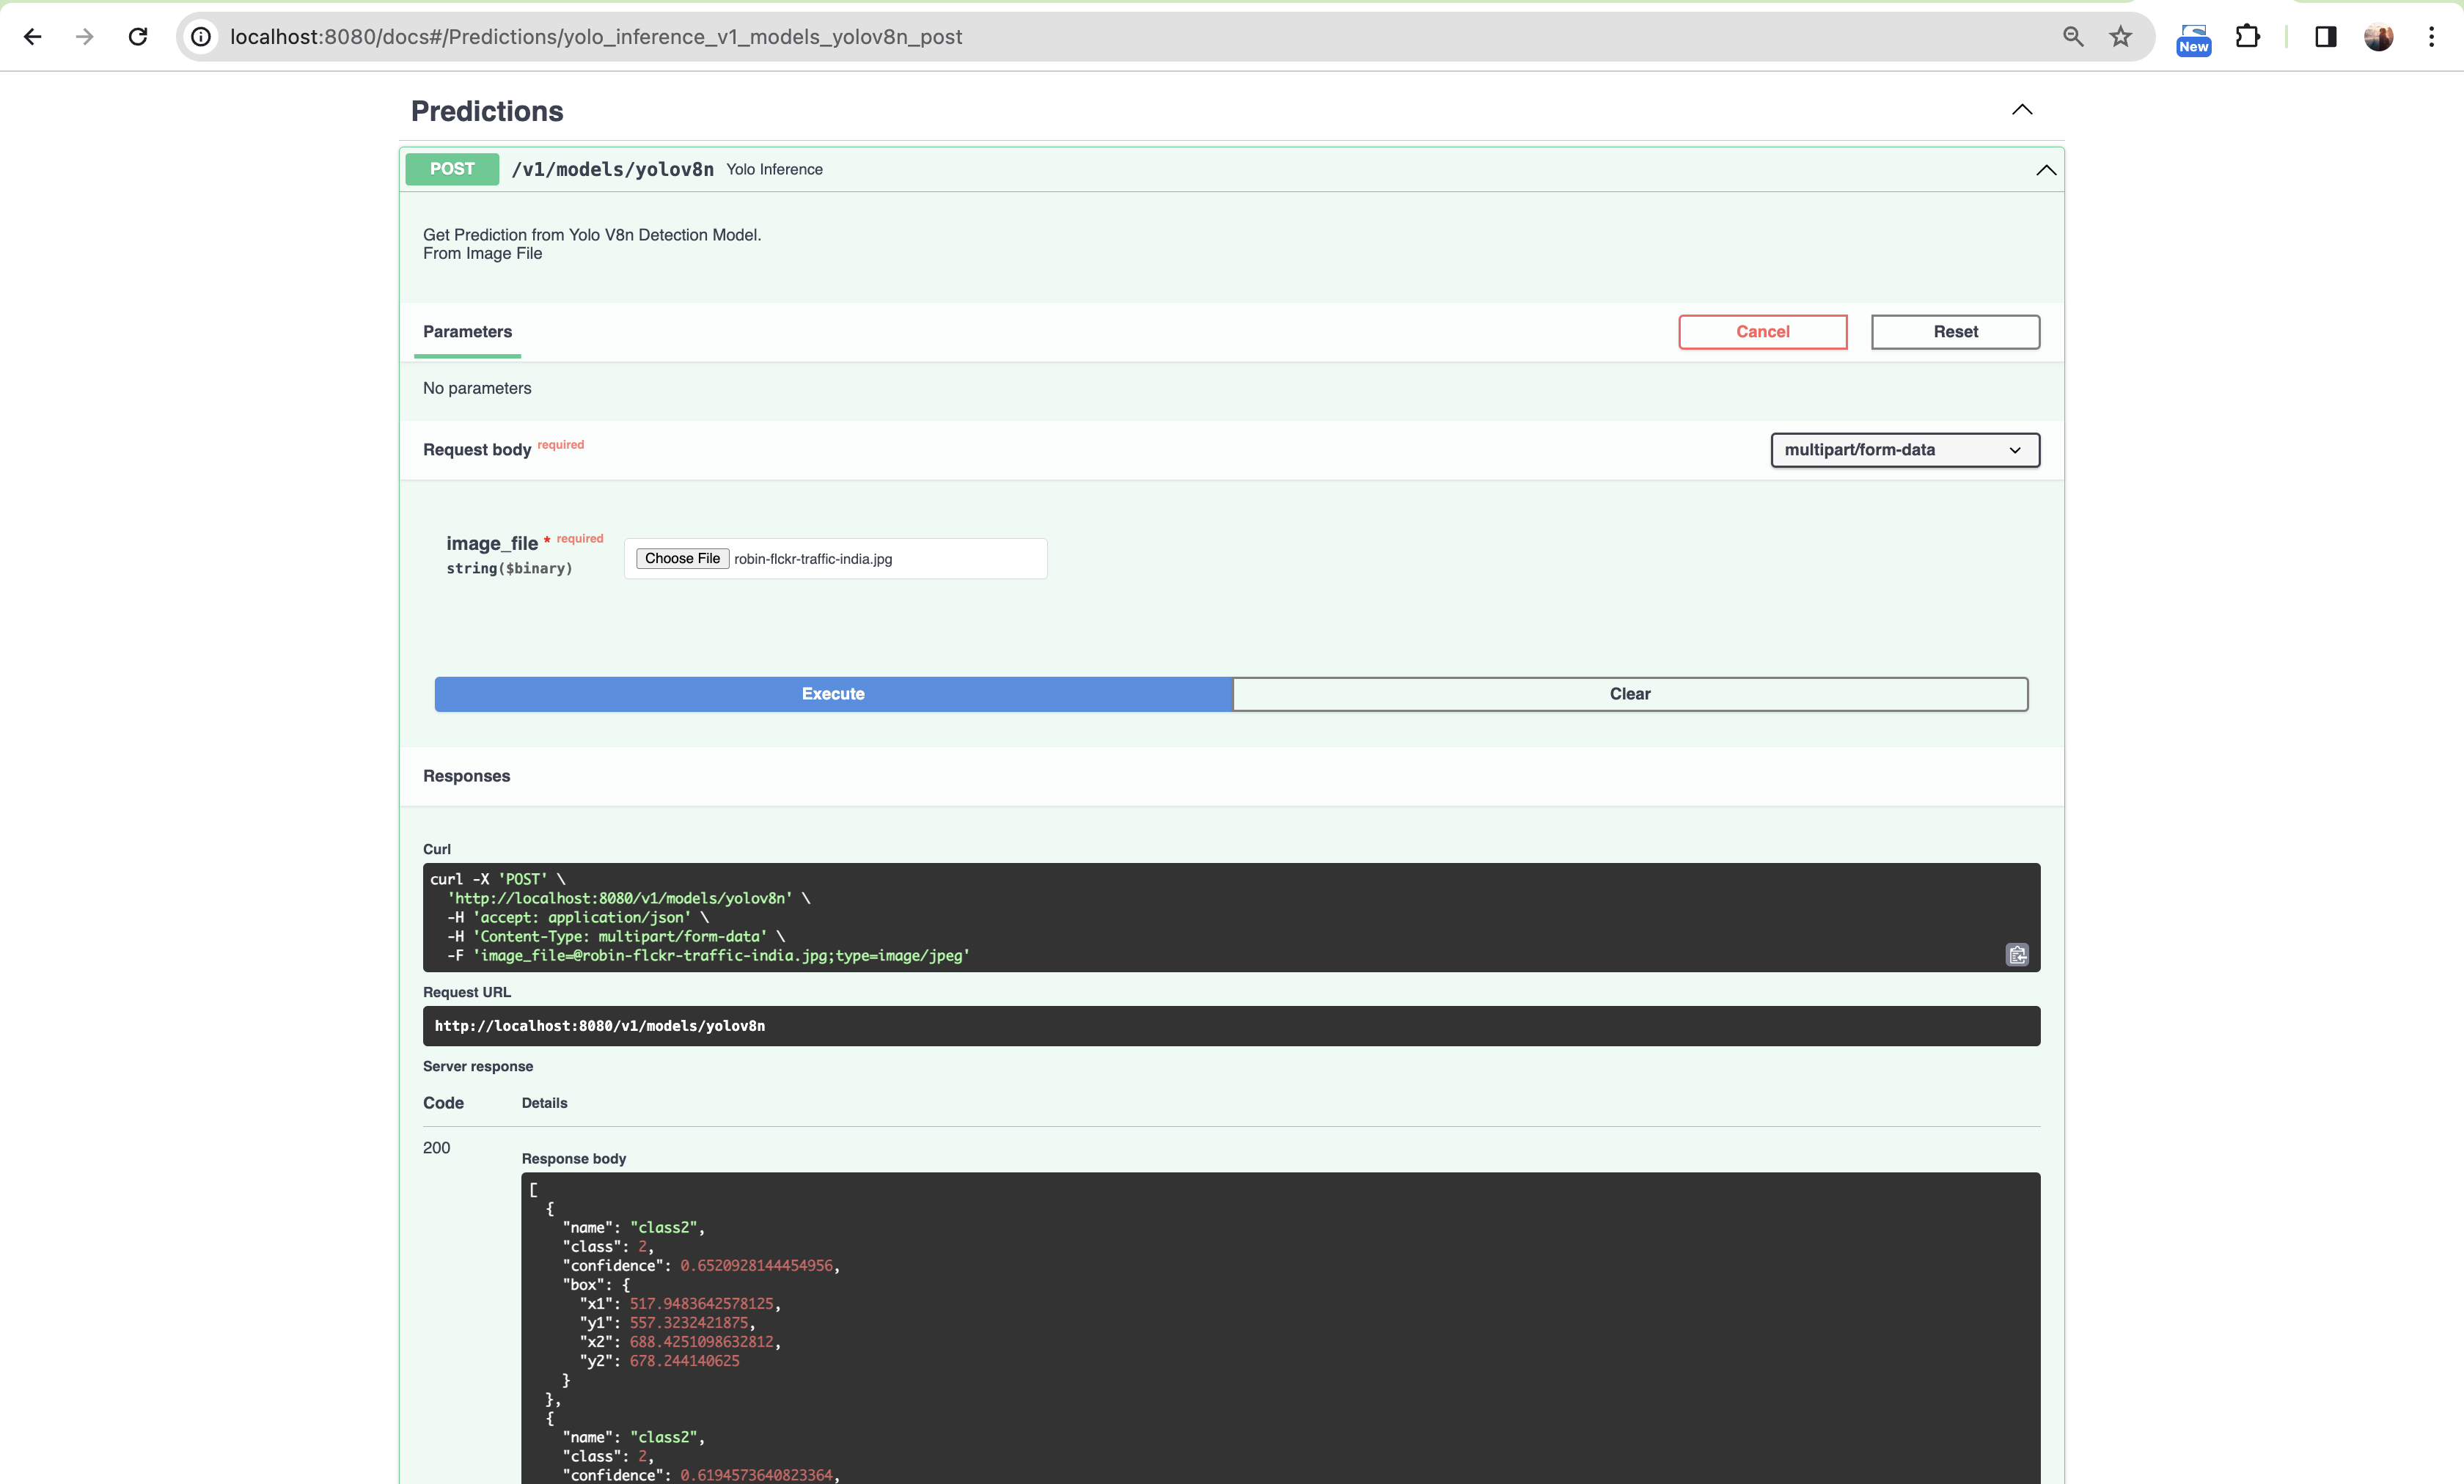 localhost:8080/docs#/Predictions/yolo_inference_v1_models_yolov8n_post
New
Predictions
POST /v1/models/yolov8n Yolo Inference
Get Prediction from Yolo V8n Detection Model.
From Image File
Parameters
Cancel
Reset
No parameters
Request body required
multipart/form-data
image_file * required
string($binary)
Choose File robin-flckr-traffic-india.jpg
Execute
Clear
Responses
Curl
curl -X 'POST' \
'http://localhost:8080/v1/models/yolov8n' \
-H 'accept: application/json' \
-H 'Content-Type: multipart/form-data' \
-F 'image_file=@robin-flckr-traffic-india.jpg;type=image/jpeg'
Request URL
http://localhost:8080/v1/models/yolov8n
Server response
Code Details
200
Response body
[
{
"name": "class2",
"class": 2,
"confidence": 0.6520928144454956,
"box": {
"x1": 517.9483642578125,
"y1": 557.3232421875,
"x2": 688.4251098632812,
"y2": 678.244140625
}
},
{
"name": "class2",
"class": 2,
"confidence": 0.6194573640823364,